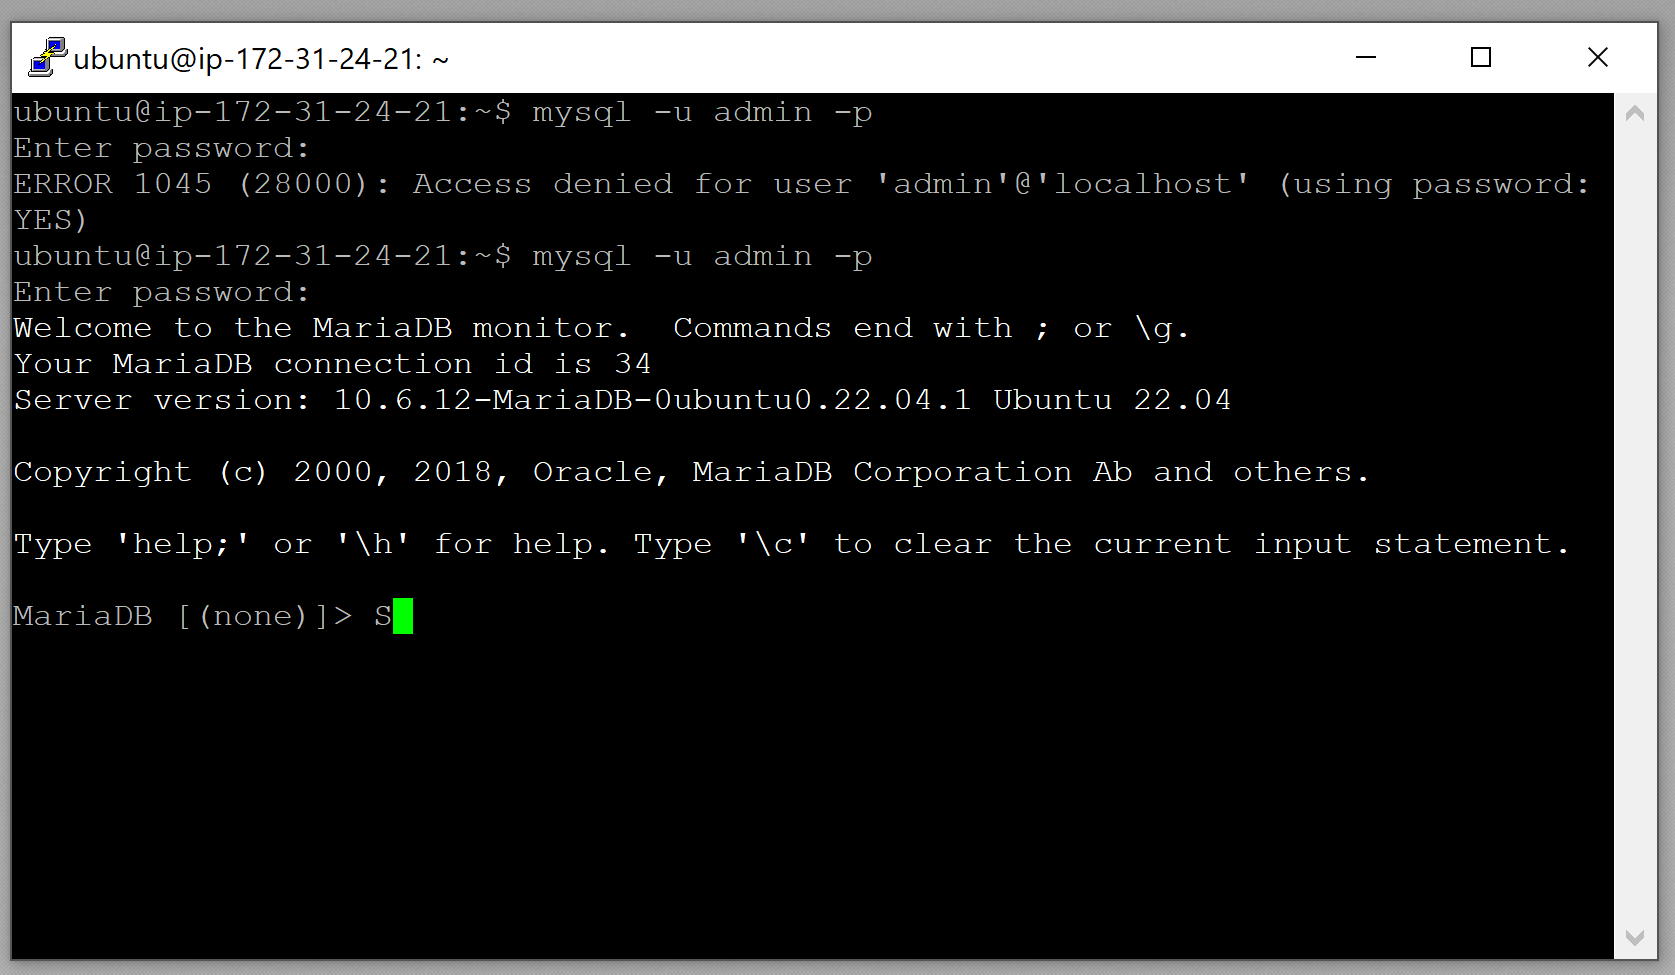 ubuntu@ip-172-31-24-21: ~
ubuntu@ip-172-31-24-21:~$ mysql -u admin -p
Enter password:
ERROR 1045 (28000): Access denied for user 'admin'@'localhost' (using password:
YES)
ubuntu@ip-172-31-24-21:~$ mysql -u admin -p
Enter password:
Welcome to the MariaDB monitor.  Commands end with ; or \g.
Your MariaDB connection id is 34
Server version: 10.6.12-MariaDB-0ubuntu0.22.04.1 Ubuntu 22.04
Copyright (c) 2000, 2018, Oracle, MariaDB Corporation Ab and others.
Type 'help;' or '\h' for help. Type '\c' to clear the current input statement.
MariaDB [(none)]> S